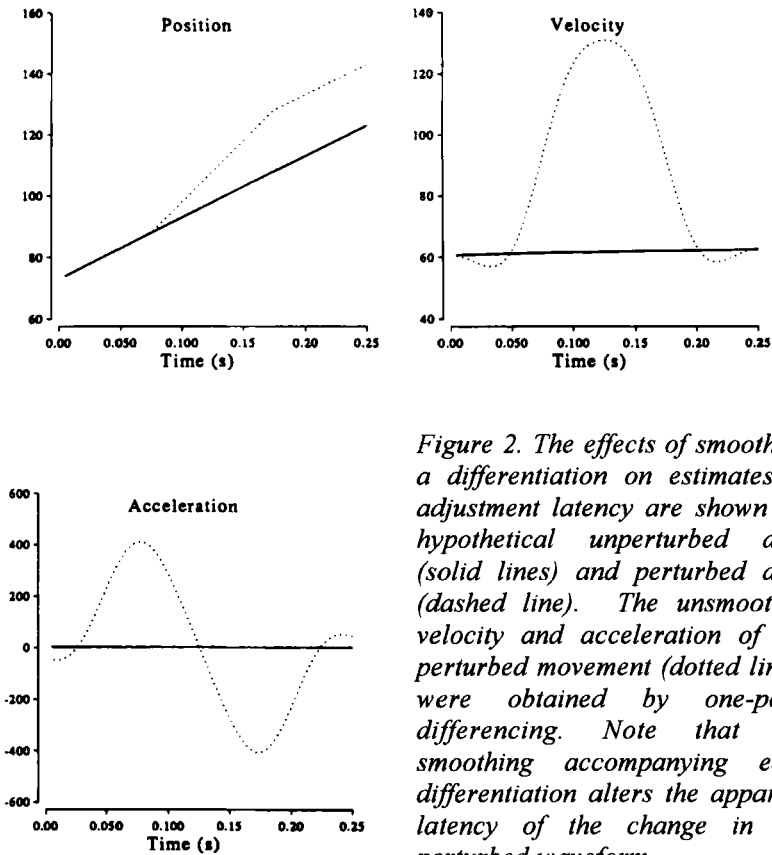 Position
160
140
120
100
80
60
0.00 0.050 0.100 0.15 0.20 0.25
Time (s)
Velocity
140
120
100
80
60
40
0.00 0.050 0.100 0.15 0.20 0.25
Time (s)
Acceleration
600
400
200
0
-200
-400
-600
0.00 0.050 0.100 0.15 0.20 0.25
Time (s)
Figure 2. The effects of smooth
a differentiation on estimates
adjustment latency are shown
hypothetical unperturbed d
(solid lines) and perturbed d
(dashed line). The unsmoot
velocity and acceleration of
perturbed movement (dotted lin
were obtained by one-po
differencing. Note that
smoothing accompanying ea
differentiation alters the appar
latency of the change in
perturbed waveform